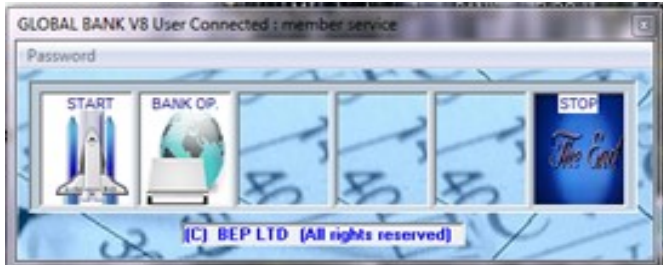 GLOBAL BANK V8 User Connected : member service
Password
START BANK OP. STOP
The End
(C) BEP LTD (All rights reserved)